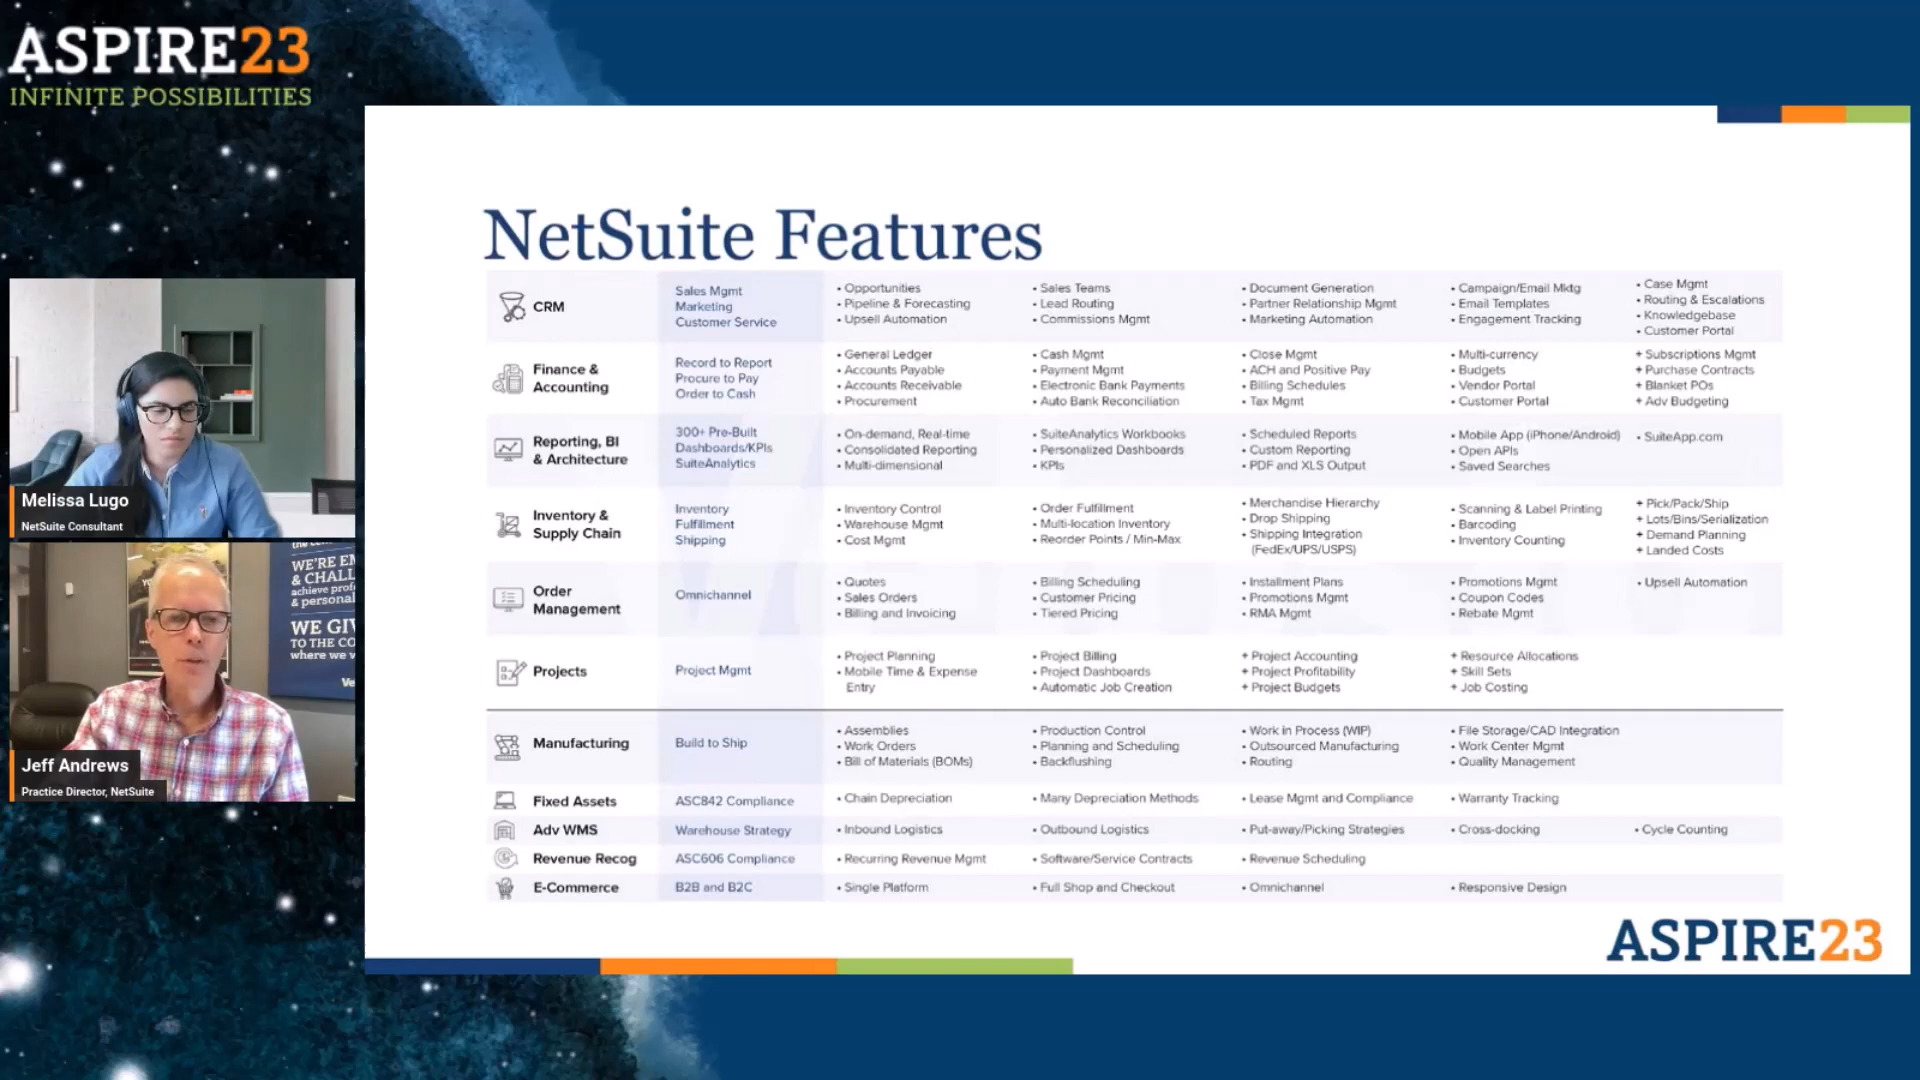 ASPIRE23
INFINITE POSSIBILITIES
Melissa Lugo
NetSuite Consultant
WE'RE
& CHALL
achieve prof
& personal
WE GIV
TO THE CO
where we
Jeff Andrews
Practice Director, NetSuite
NetSuite Features
CRM
Sales Mgmt
Marketing
Customer Service
• Opportunities
• Pipeline & Forecasting
• Upsell Automation
• Sales Teams
• Lead Routing
• Commissions Mgmt
• Document Generation
• Partner Relationship Mgmt
• Marketing Automation
• Campaign/Email Mktg
• Email Templates
• Engagement Tracking
• Case Mgmt
• Routing & Escalations
• Knowledgebase
• Customer Portal
Finance &
Accounting
Record to Report
Procure to Pay
Order to Cash
• General Ledger
• Accounts Payable
• Accounts Receivable
• Procurement
• Cash Mgmt
• Payment Mgmt
• Electronic Bank Payments
• Auto Bank Reconciliation
• Close Mgmt
• ACH and Positive Pay
• Billing Schedules
• Tax Mgmt
• Multi-currency
• Budgets
• Vendor Portal
• Customer Portal
+ Subscriptions Mgmt
+ Purchase Contracts
+ Blanket POs
+ Adv Budgeting
Reporting, BI
& Architecture
300+ Pre-Built
Dashboards/KPIs
SuiteAnalytics
• On-demand, Real-time
• Consolidated Reporting
• Multi-dimensional
• SuiteAnalytics Workbooks
• Personalized Dashboards
• KPIs
• Scheduled Reports
• Custom Reporting
• PDF and XLS Output
• Mobile App (iPhone/Android)
• Open APIs
• Saved Searches
• SuiteApp.com
Inventory &
Supply Chain
Inventory
Fulfillment
Shipping
• Inventory Control
• Warehouse Mgmt
• Cost Mgmt
• Order Fulfillment
• Multi-location Inventory
• Reorder Points / Min-Max
• Merchandise Hierarchy
• Drop Shipping
• Shipping Integration
(FedEx/UPS/USPS)
• Scanning & Label Printing
• Barcoding
• Inventory Counting
+ Pick/Pack/Ship
+ Lots/Bins/Serialization
+ Demand Planning
+ Landed Costs
Order
Management
Omnichannel
• Quotes
• Sales Orders
• Billing and Invoicing
• Billing Scheduling
• Customer Pricing
• Tiered Pricing
• Installment Plans
• Promotions Mgmt
• RMA Mgmt
• Promotions Mgmt
• Coupon Codes
• Rebate Mgmt
• Upsell Automation
Projects
Project Mgmt
• Project Planning
• Mobile Time & Expense
Entry
• Project Billing
• Project Dashboards
• Automatic Job Creation
+ Project Accounting
+ Project Profitability
+ Project Budgets
+ Resource Allocations
+ Skill Sets
+ Job Costing
Manufacturing
Build to Ship
• Assemblies
• Work Orders
• Bill of Materials (BOMs)
• Production Control
• Planning and Scheduling
• Backflushing
• Work in Process (WIP)
• Outsourced Manufacturing
• Routing
• File Storage/CAD Integration
• Work Center Mgmt
• Quality Management
Fixed Assets
ASC842 Compliance
• Chain Depreciation
• Many Depreciation Methods
• Lease Mgmt and Compliance
• Warranty Tracking
Adv WMS
Warehouse Strategy
• Inbound Logistics
• Outbound Logistics
• Put-away/Picking Strategies
• Cross-docking
• Cycle Counting
Revenue Recog
ASC606 Compliance
• Recurring Revenue Mgmt
• Software/Service Contracts
• Revenue Scheduling
E-Commerce
B2B and B2C
• Single Platform
• Full Shop and Checkout
• Omnichannel
• Responsive Design
ASPIRE23